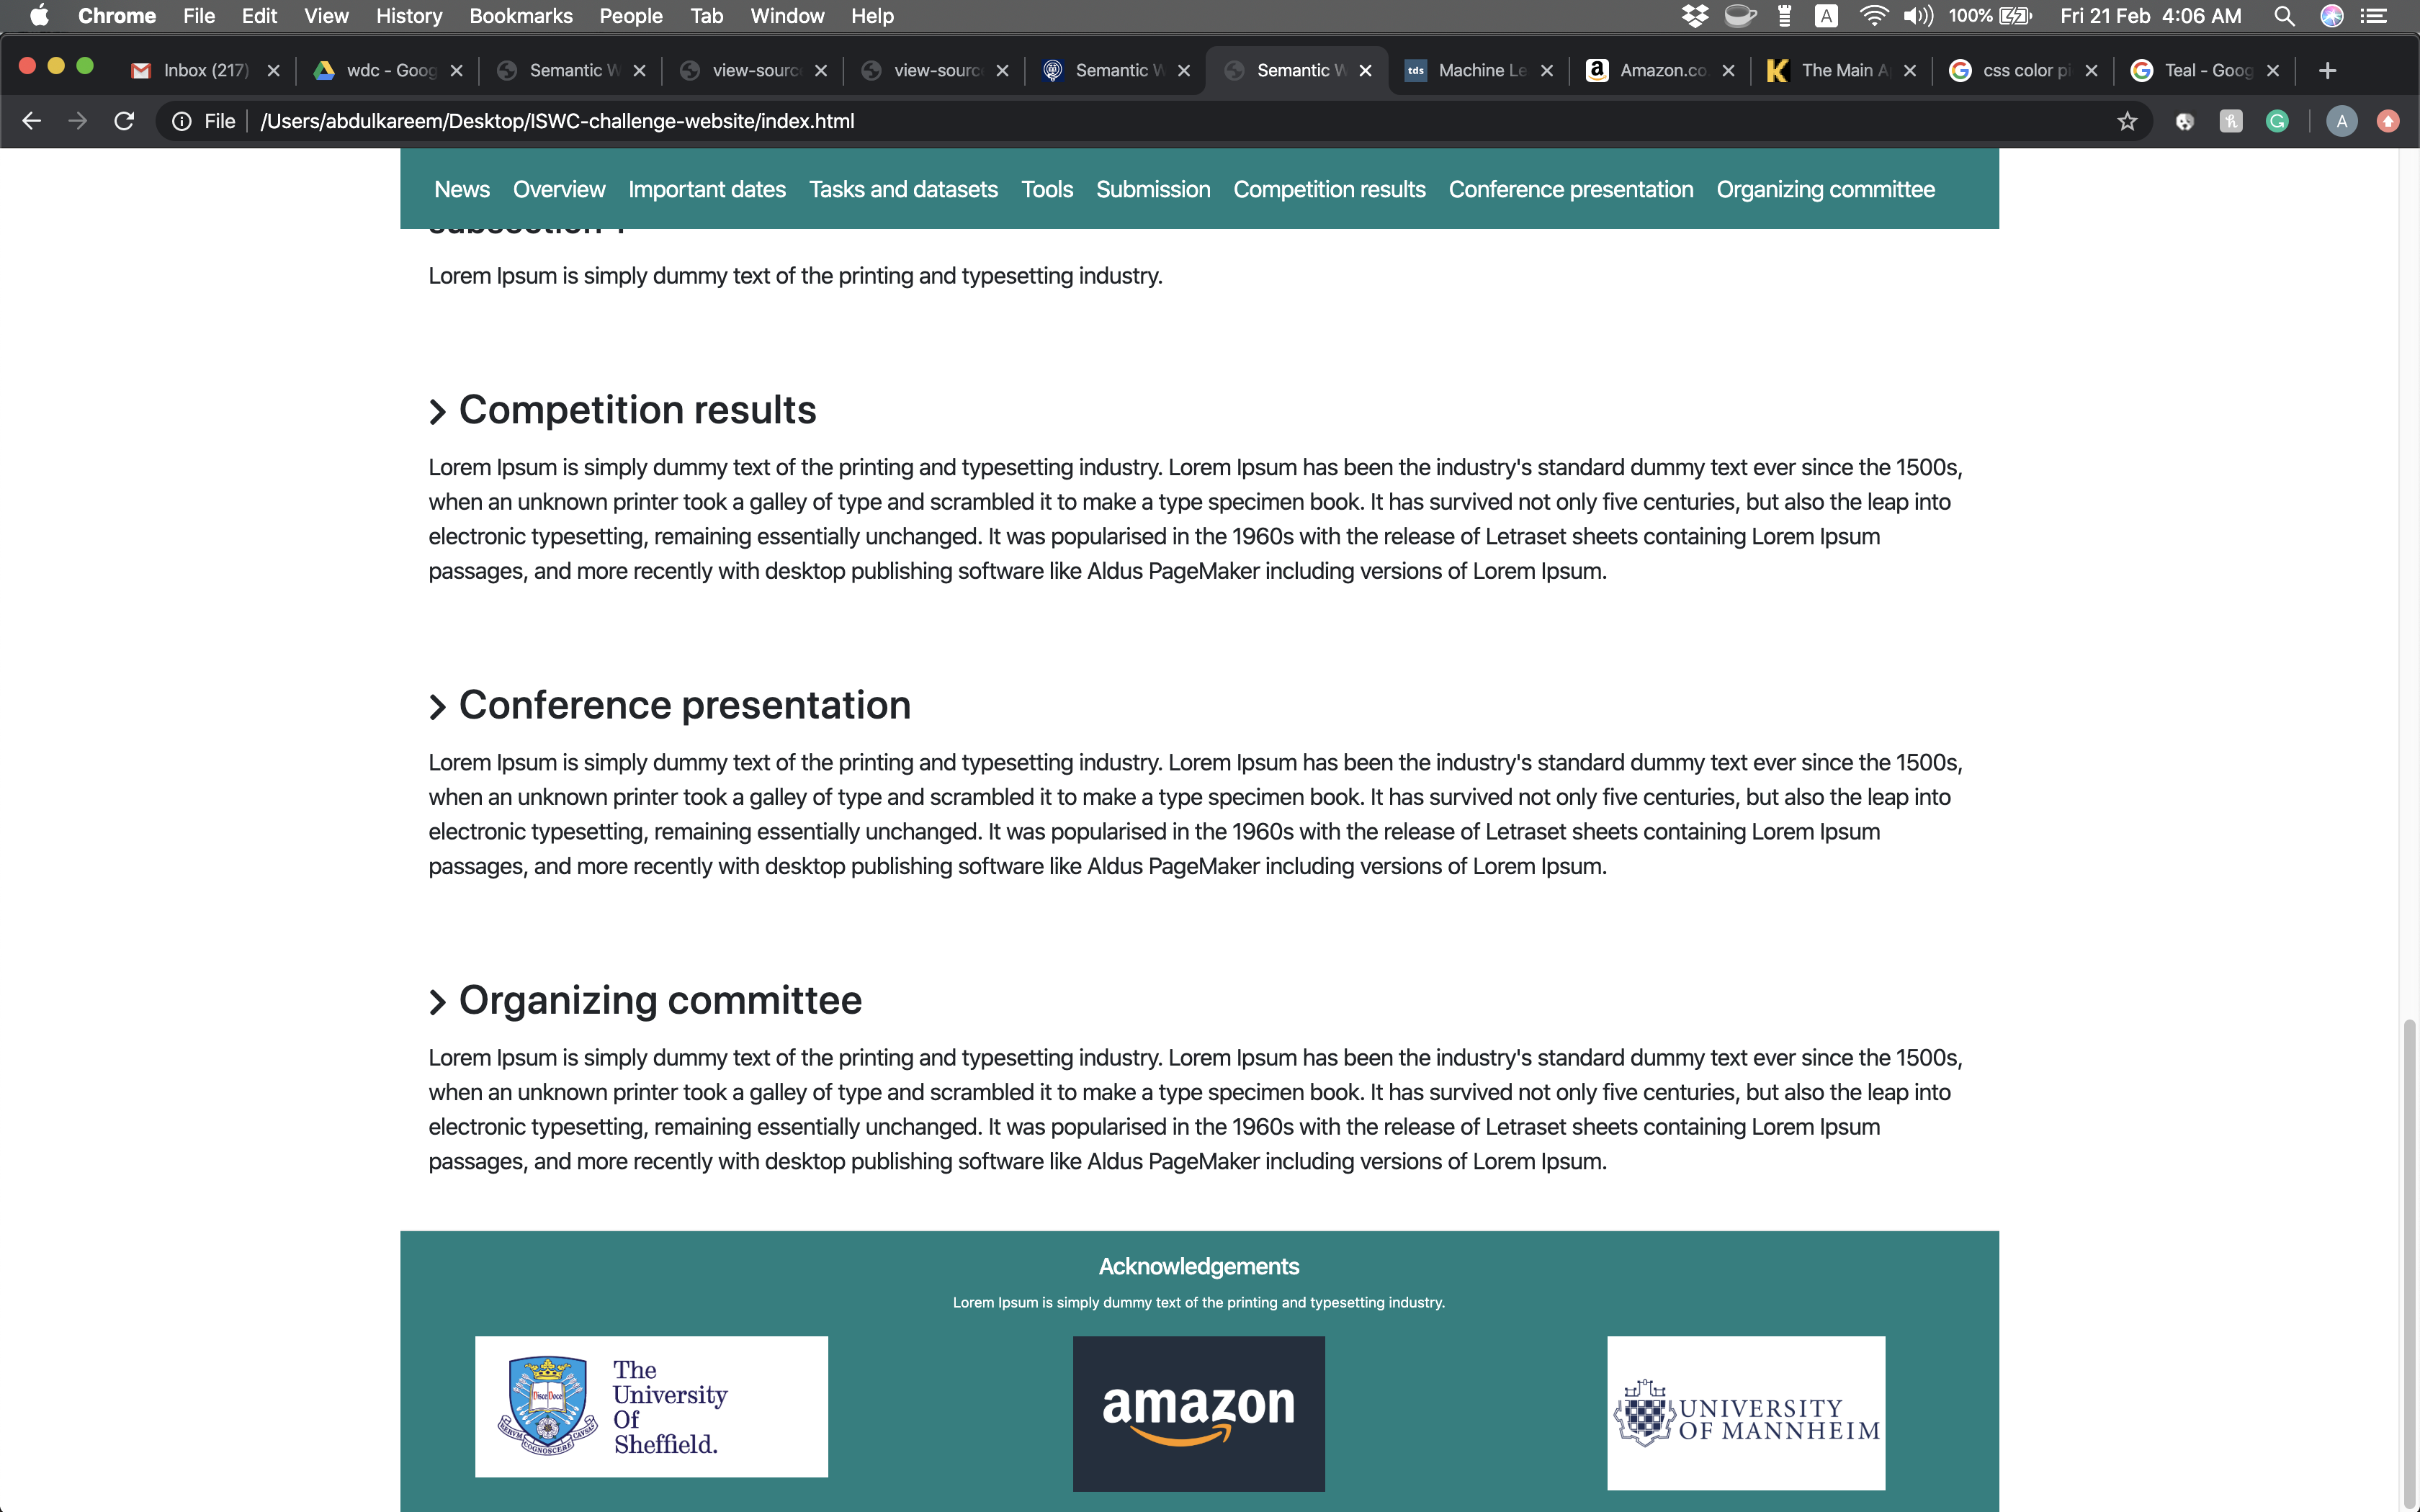 Chrome File Edit View History Bookmarks People Tab Window Help A 100% Fri 21 Feb 4:06 AM
Inbox (217) wdc - Goog Semantic W view-source view-source Semantic W Semantic W tds Machine Le Amazon.co The Main A css color pi Teal - Goog
File /Users/abdulkareem/Desktop/ISWC-challenge-website/index.html A
News Overview Important dates Tasks and datasets Tools Submission Competition results Conference presentation Organizing committee
Lorem Ipsum is simply dummy text of the printing and typesetting industry.
Competition results
Lorem Ipsum is simply dummy text of the printing and typesetting industry. Lorem Ipsum has been the industry's standard dummy text ever since the 1500s,
when an unknown printer took a galley of type and scrambled it to make a type specimen book. It has survived not only five centuries, but also the leap into
electronic typesetting, remaining essentially unchanged. It was popularised in the 1960s with the release of Letraset sheets containing Lorem Ipsum
passages, and more recently with desktop publishing software like Aldus PageMaker including versions of Lorem Ipsum.
Conference presentation
Lorem Ipsum is simply dummy text of the printing and typesetting industry. Lorem Ipsum has been the industry's standard dummy text ever since the 1500s,
when an unknown printer took a galley of type and scrambled it to make a type specimen book. It has survived not only five centuries, but also the leap into
electronic typesetting, remaining essentially unchanged. It was popularised in the 1960s with the release of Letraset sheets containing Lorem Ipsum
passages, and more recently with desktop publishing software like Aldus PageMaker including versions of Lorem Ipsum.
Organizing committee
Lorem Ipsum is simply dummy text of the printing and typesetting industry. Lorem Ipsum has been the industry's standard dummy text ever since the 1500s,
when an unknown printer took a galley of type and scrambled it to make a type specimen book. It has survived not only five centuries, but also the leap into
electronic typesetting, remaining essentially unchanged. It was popularised in the 1960s with the release of Letraset sheets containing Lorem Ipsum
passages, and more recently with desktop publishing software like Aldus PageMaker including versions of Lorem Ipsum.
Acknowledgements
Lorem Ipsum is simply dummy text of the printing and typesetting industry.
The
University
Of
Sheffield.
amazon
UNIVERSITY
OF MANNHEIM